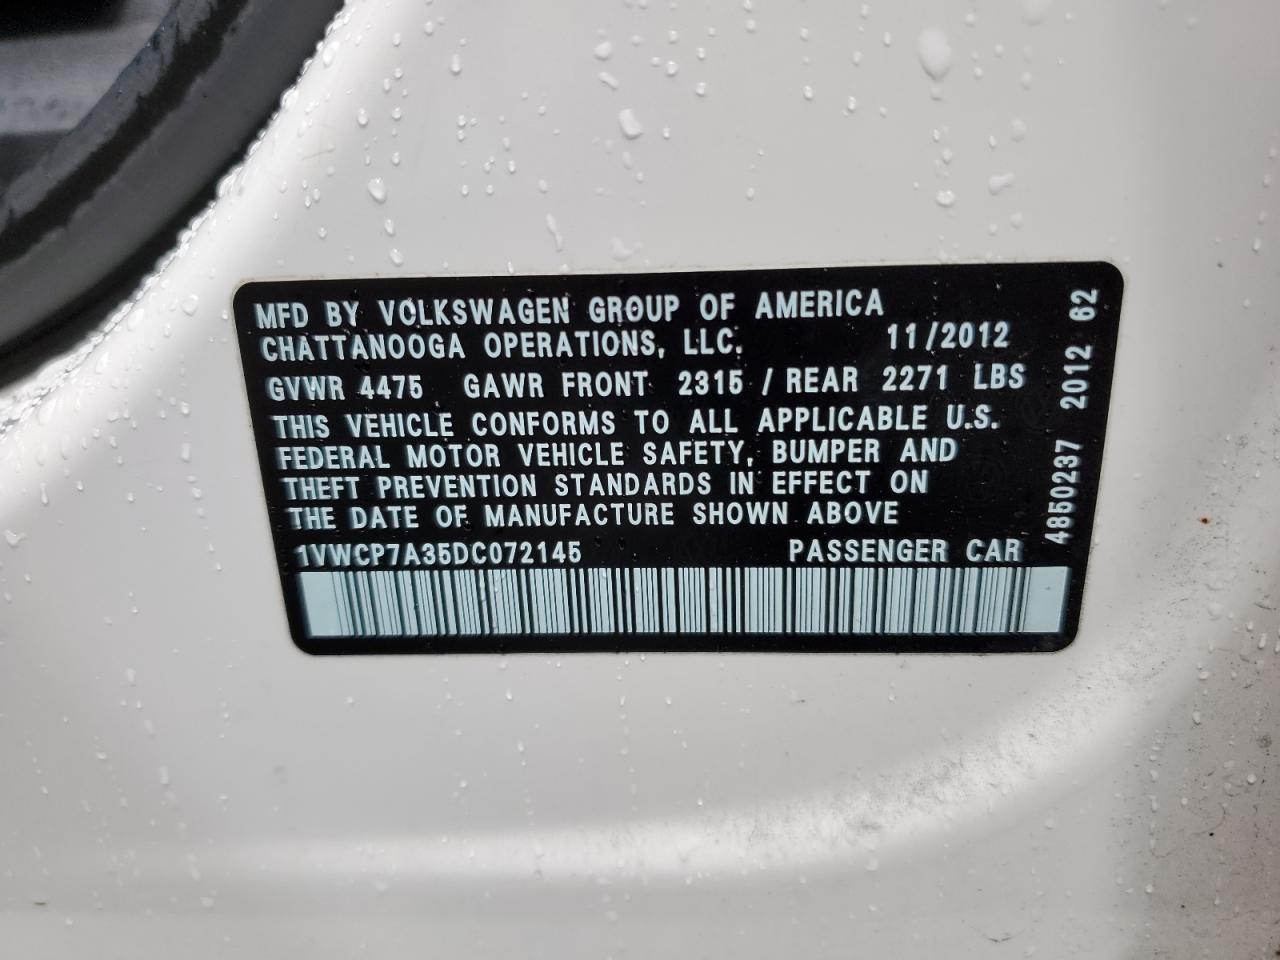 MFD BY VOLKSWAGEN GROUP OF AMERICA
CHATTANOOGA OPERATIONS, LLC. 11/2012
GVWR 4475 GAWR FRONT 2315 / REAR 2271 LBS
THIS VEHICLE CONFORMS TO ALL APPLICABLE U.S.
FEDERAL MOTOR VEHICLE SAFETY, BUMPER AND
THEFT PREVENTION STANDARDS IN EFFECT ON
THE DATE OF MANUFACTURE SHOWN ABOVE
1VWCP7A35DC072145 PASSENGER CAR
4850237 2012 62